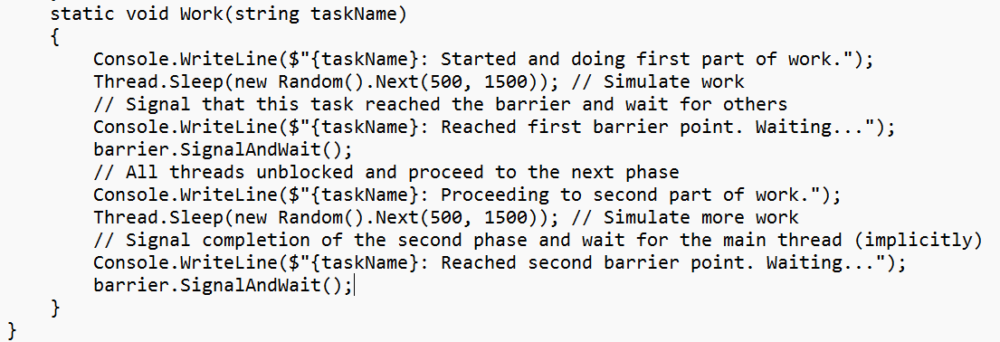 static void Work(string taskName)
{
Console.WriteLine($"{taskName}: Started and doing first part of work.");
Thread.Sleep(new Random().Next(500, 1500)); // Simulate work
// Signal that this task reached the barrier and wait for others
Console.WriteLine($"{taskName}: Reached first barrier point. Waiting...");
barrier.SignalAndWait();
// All threads unblocked and proceed to the next phase
Console.WriteLine($"{taskName}: Proceeding to second part of work.");
Thread.Sleep(new Random().Next(500, 1500)); // Simulate more work
// Signal completion of the second phase and wait for the main thread (implicitly)
Console.WriteLine($"{taskName}: Reached second barrier point. Waiting...");
barrier.SignalAndWait();
}
}